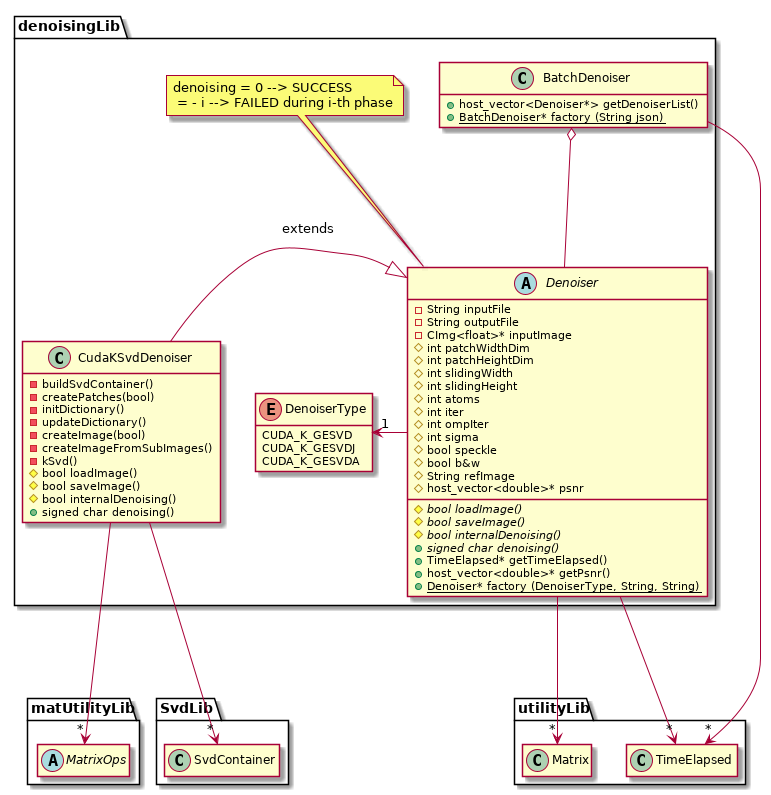 denoisingLib
denoising = 0 --> SUCCESS
= - i --> FAILED during i-th phase
C BatchDenoiser
host_vector<Denoiser*> getDenoiserList()
BatchDenoiser* factory (String json)
extends
A Denoiser
String inputFile
String outputFile
CImg<float>* inputImage
int patchWidthDim
int patchHeightDim
int slidingWidth
int slidingHeight
int atoms
int iter
int ompIter
int sigma
bool speckle
bool b&w
String refImage
host_vector<double>* psnr
bool loadImage()
bool saveImage()
bool internalDenoising()
signed char denoising()
TimeElapsed* getTimeElapsed()
host_vector<double>* getPsnr()
Denoiser* factory (DenoiserType, String, String)
C CudaKSvdDenoiser
buildSvdContainer()
createPatches(bool)
initDictionary()
updateDictionary()
createImage(bool)
createImageFromSubImages()
kSvd()
bool loadImage()
bool saveImage()
bool internalDenoising()
signed char denoising()
E DenoiserType
CUDA_K_GESVD
CUDA_K_GESVDJ
CUDA_K_GESVDA
1
matUtilityLib
*
A MatrixOps
SvdLib
*
C SvdContainer
utilityLib
*
C Matrix
*
*
C TimeElapsed